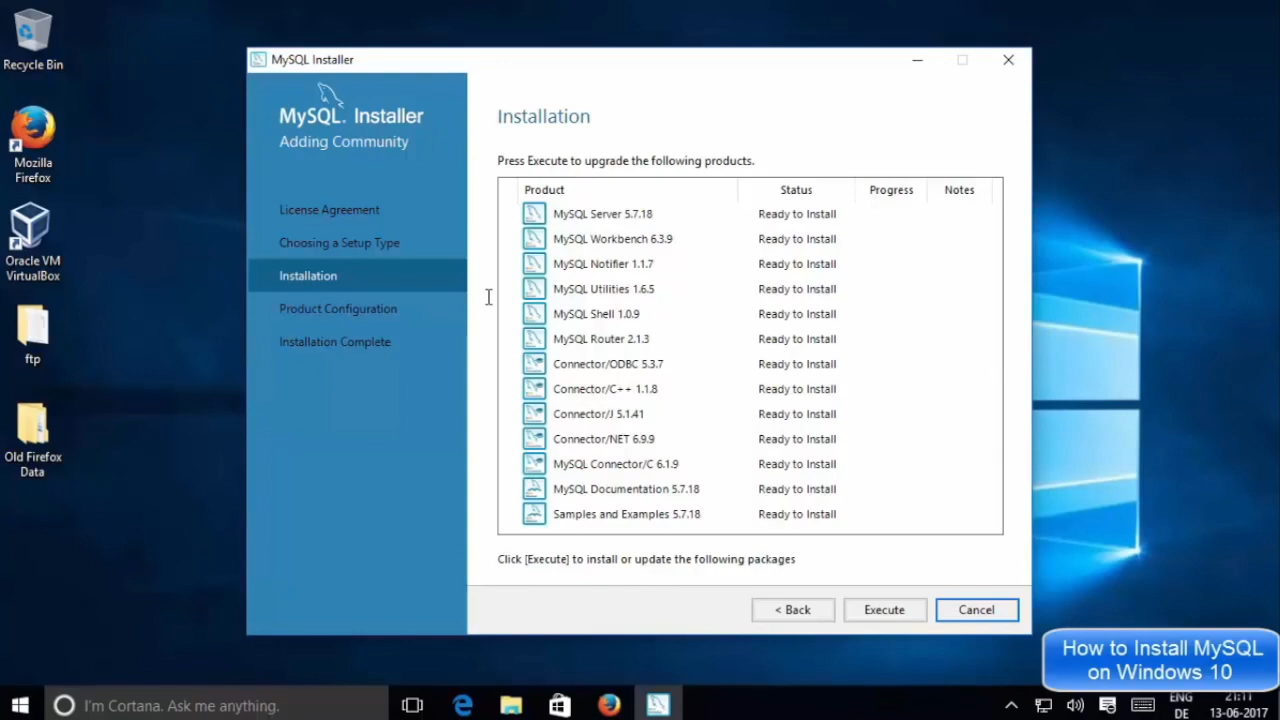 Recycle Bin
Mozilla
Firefox
Oracle VM
VirtualBox
ftp
Old Firefox
Data
MySQL Installer
MySQL. Installer
Adding Community
License Agreement
Choosing a Setup Type
Installation
Product Configuration
Installation Complete
Installation
Press Execute to upgrade the following products.
Product Status Progress Notes
MySQL Server 5.7.18 Ready to Install
MySQL Workbench 6.3.9 Ready to Install
MySQL Notifier 1.1.7 Ready to Install
MySQL Utilities 1.6.5 Ready to Install
MySQL Shell 1.0.9 Ready to Install
MySQL Router 2.1.3 Ready to Install
Connector/ODBC 5.3.7 Ready to Install
Connector/C++ 1.1.8 Ready to Install
Connector/J 5.1.41 Ready to Install
Connector/NET 6.9.9 Ready to Install
MySQL Connector/C 6.1.9 Ready to Install
MySQL Documentation 5.7.18 Ready to Install
Samples and Examples 5.7.18 Ready to Install
Click [Execute] to install or update the following packages
< Back Execute Cancel
How to Install MySQL
on Windows 10
I'm Cortana. Ask me anything.
ENG 21:11
DE 13-06-2017